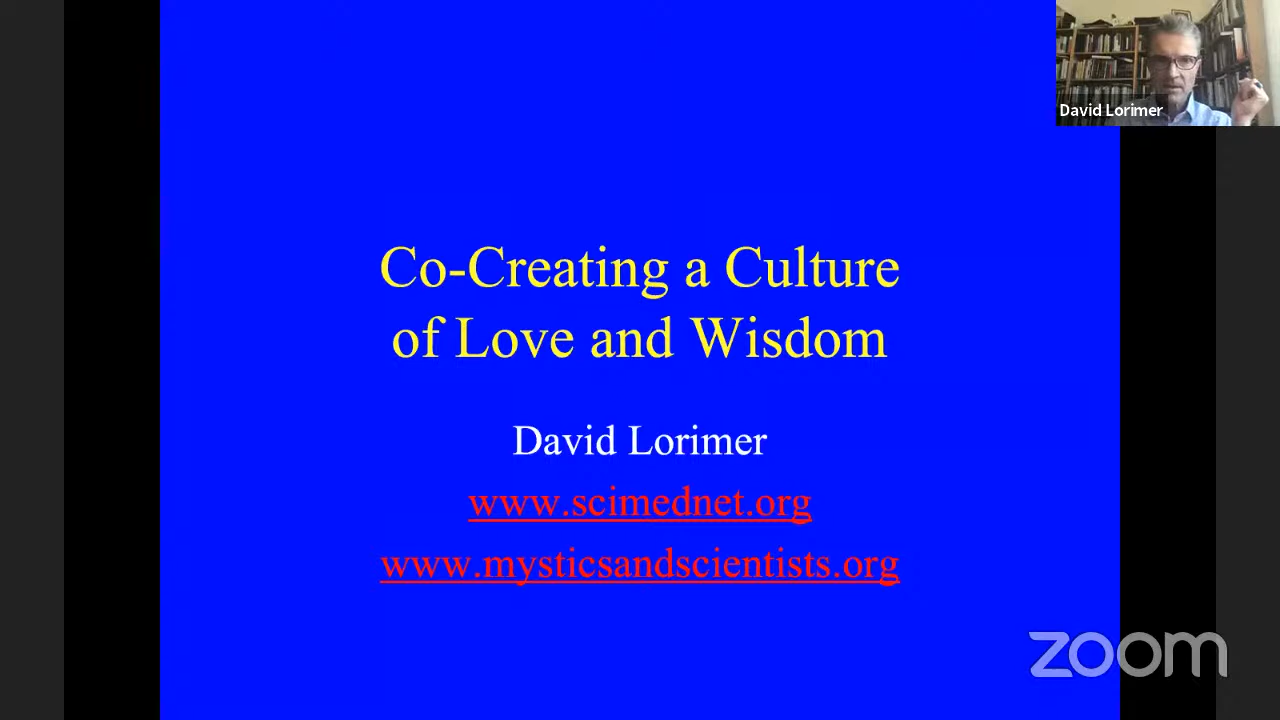 David Lorimer
Co-Creating a Culture
of Love and Wisdom
David Lorimer
www.scimednet.org
www.mysticsandscientists.org
zoom